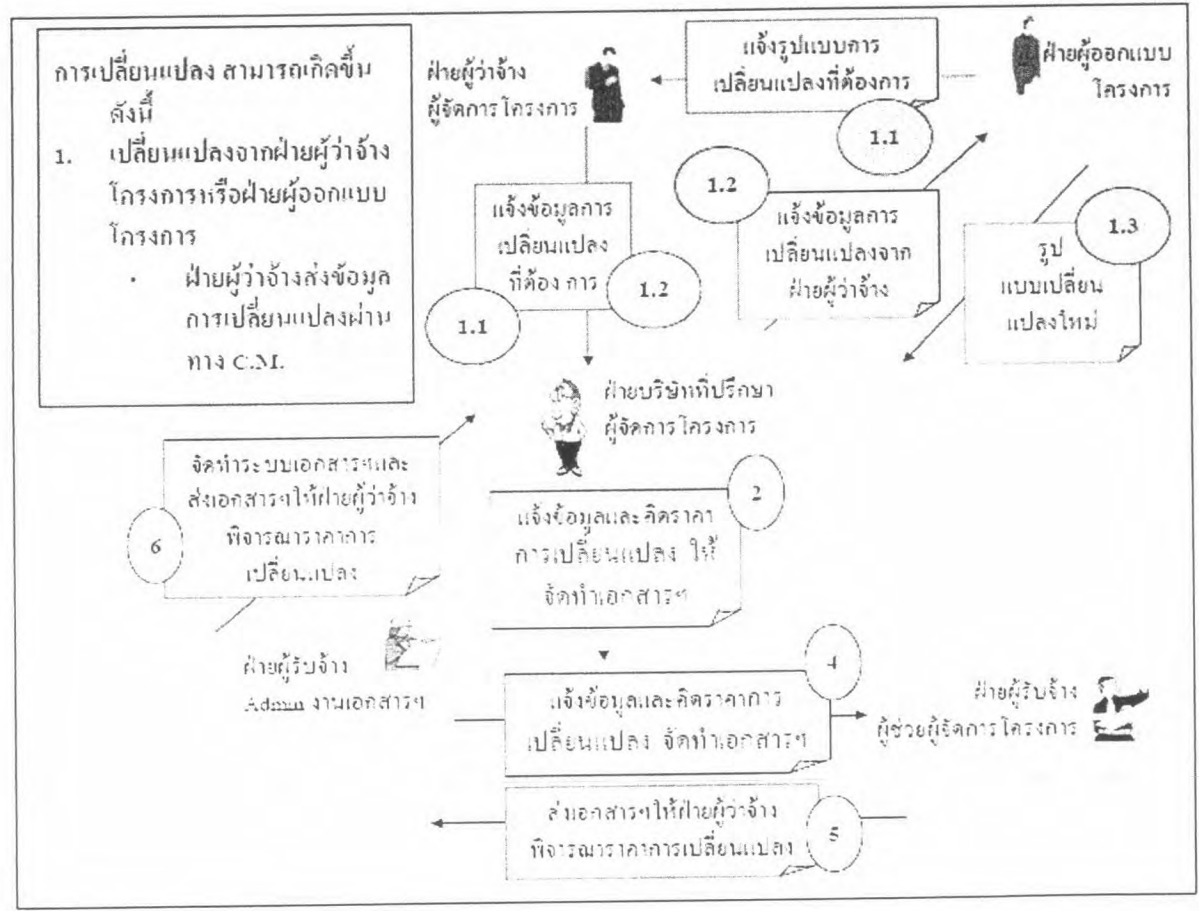 การเปลี่ยนแปลง สามารถเกิดขึ้น
ดังนี้
1. เปลี่ยนแปลงจากฝ่ายผู้ว่าจ้าง
โครงการหรือฝ่ายผู้ออกแบบ
โครงการ
• ฝ่ายผู้ว่าจ้างส่งข้อมูล
การเปลี่ยนแปลงผ่าน
ทาง C.M.
ฝ่ายผู้ว่าจ้าง
ผู้จัดการโครงการ
แจ้งรูปแบบการ
เปลี่ยนแปลงที่ต้องการ
1.1
ฝ่ายผู้ออกแบบ
โครงการ
แจ้งข้อมูลการ
เปลี่ยนแปลง
ที่ต้อง การ
1.1
1.2
1.2
แจ้งข้อมูลการ
เปลี่ยนแปลงจาก
ฝ่ายผู้ว่าจ้าง
1.3
รูป
แบบเปลี่ยน
แปลงใหม่
ฝ่ายบริษัทที่ปรึกษา
ผู้จัดการโครงการ
จัดทำระบบเอกสารฯและ
ส่งเอกสารฯให้ฝ่ายผู้ว่าจ้าง
พิจารณาราคาการ
เปลี่ยนแปลง
6
2
แจ้งข้อมูลและคิดราคา
การเปลี่ยนแปลง ให้
จัดทำเอกสารฯ
ฝ่ายผู้รับจ้าง
Admin งานเอกสารฯ
4
แจ้งข้อมูลและคิดราคาการ
เปลี่ยนแปลง จัดทำเอกสารฯ
ฝ่ายผู้รับจ้าง
ผู้ช่วยผู้จัดการโครงการ
ส่งเอกสารฯให้ฝ่ายผู้ว่าจ้าง
พิจารณาราคาการเปลี่ยนแปลง
5